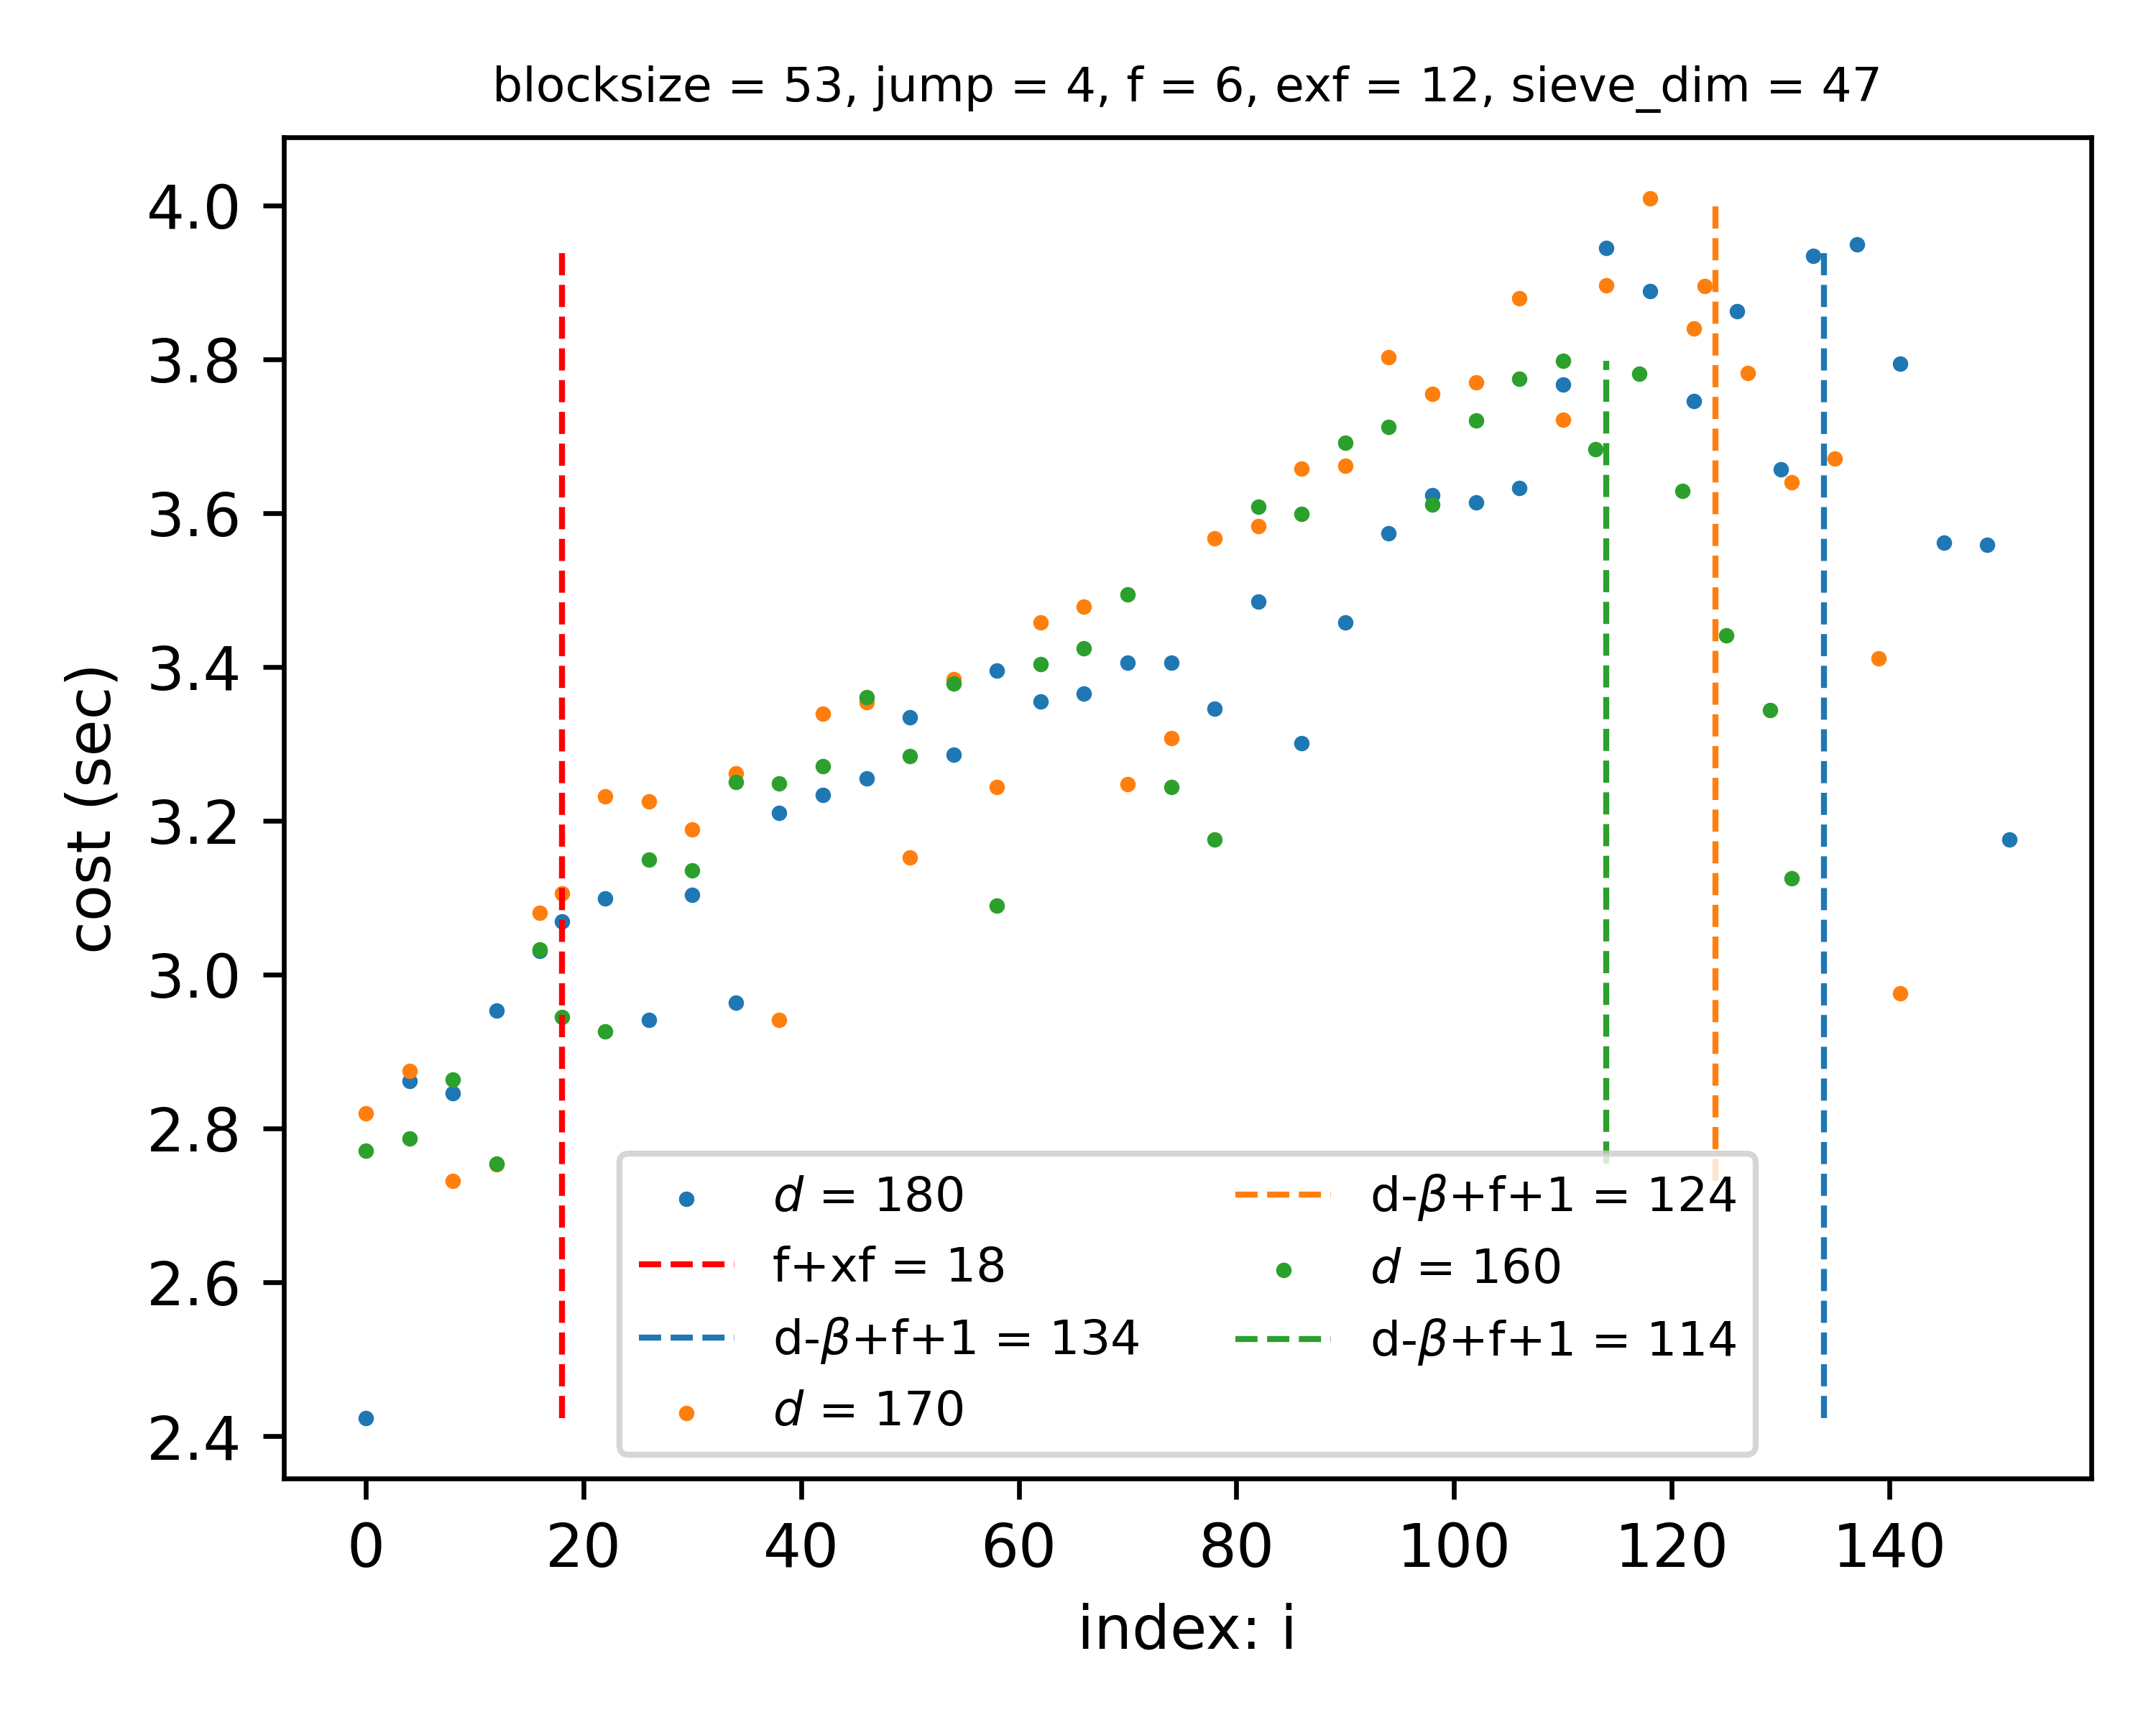 blocksize = 53, jump = 4, f = 6, exf = 12, sieve_dim = 47
4.0
3.8
3.6
3.4
3.2
3.0
2.8
2.6
2.4
cost (sec)
d = 180
f+xf = 18
d-β+f+1 = 134
d = 170
d-β+f+1 = 124
d = 160
d-β+f+1 = 114
0 20 40 60 80 100 120 140
index: i